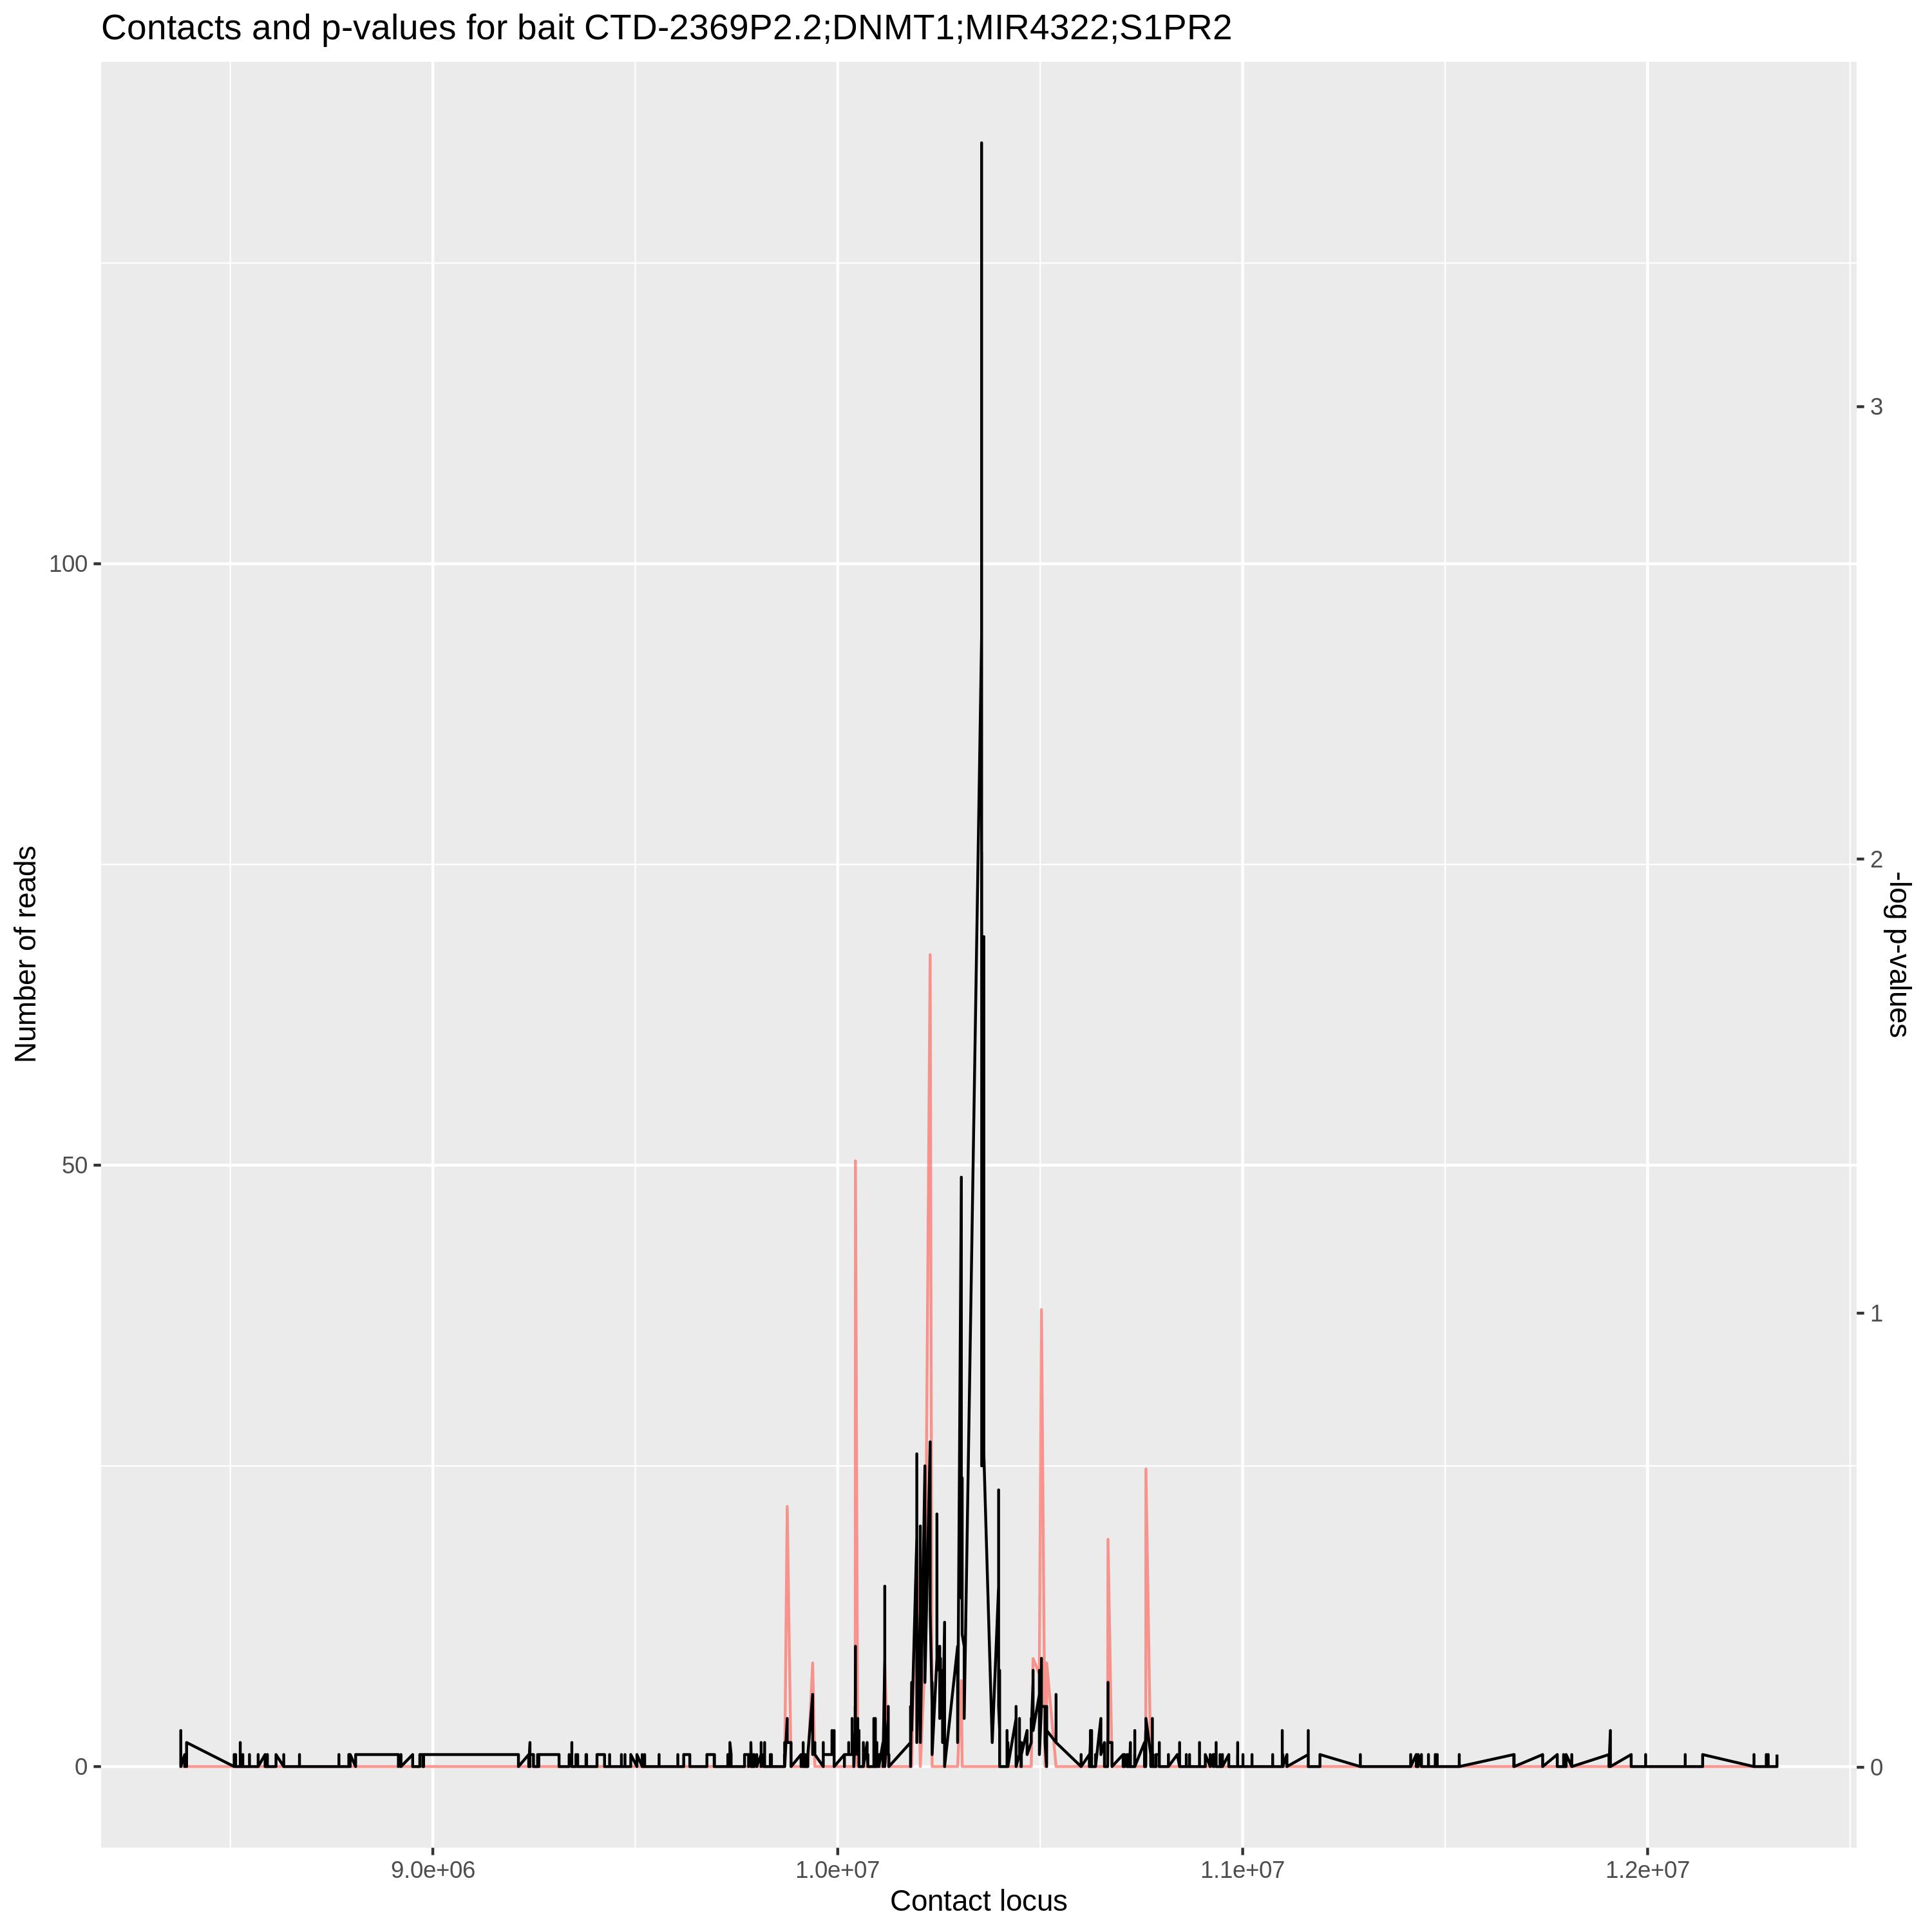 Contacts and p-values for bait CTD-2369P2.2;DNMT1;MIR4322;S1PR2
Number of reads
100
50
0
3
2
1
0
-log p-values
9.0e+06 1.0e+07 1.1e+07 1.2e+07
Contact locus